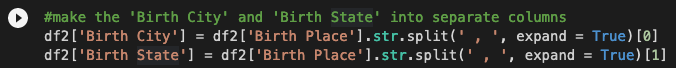 #make the 'Birth City' and 'Birth State' into separate columns
df2['Birth City'] = df2['Birth Place'].str.split(' , ', expand = True)[0]
df2['Birth State'] = df2['Birth Place'].str.split(' , ', expand = True)[1]